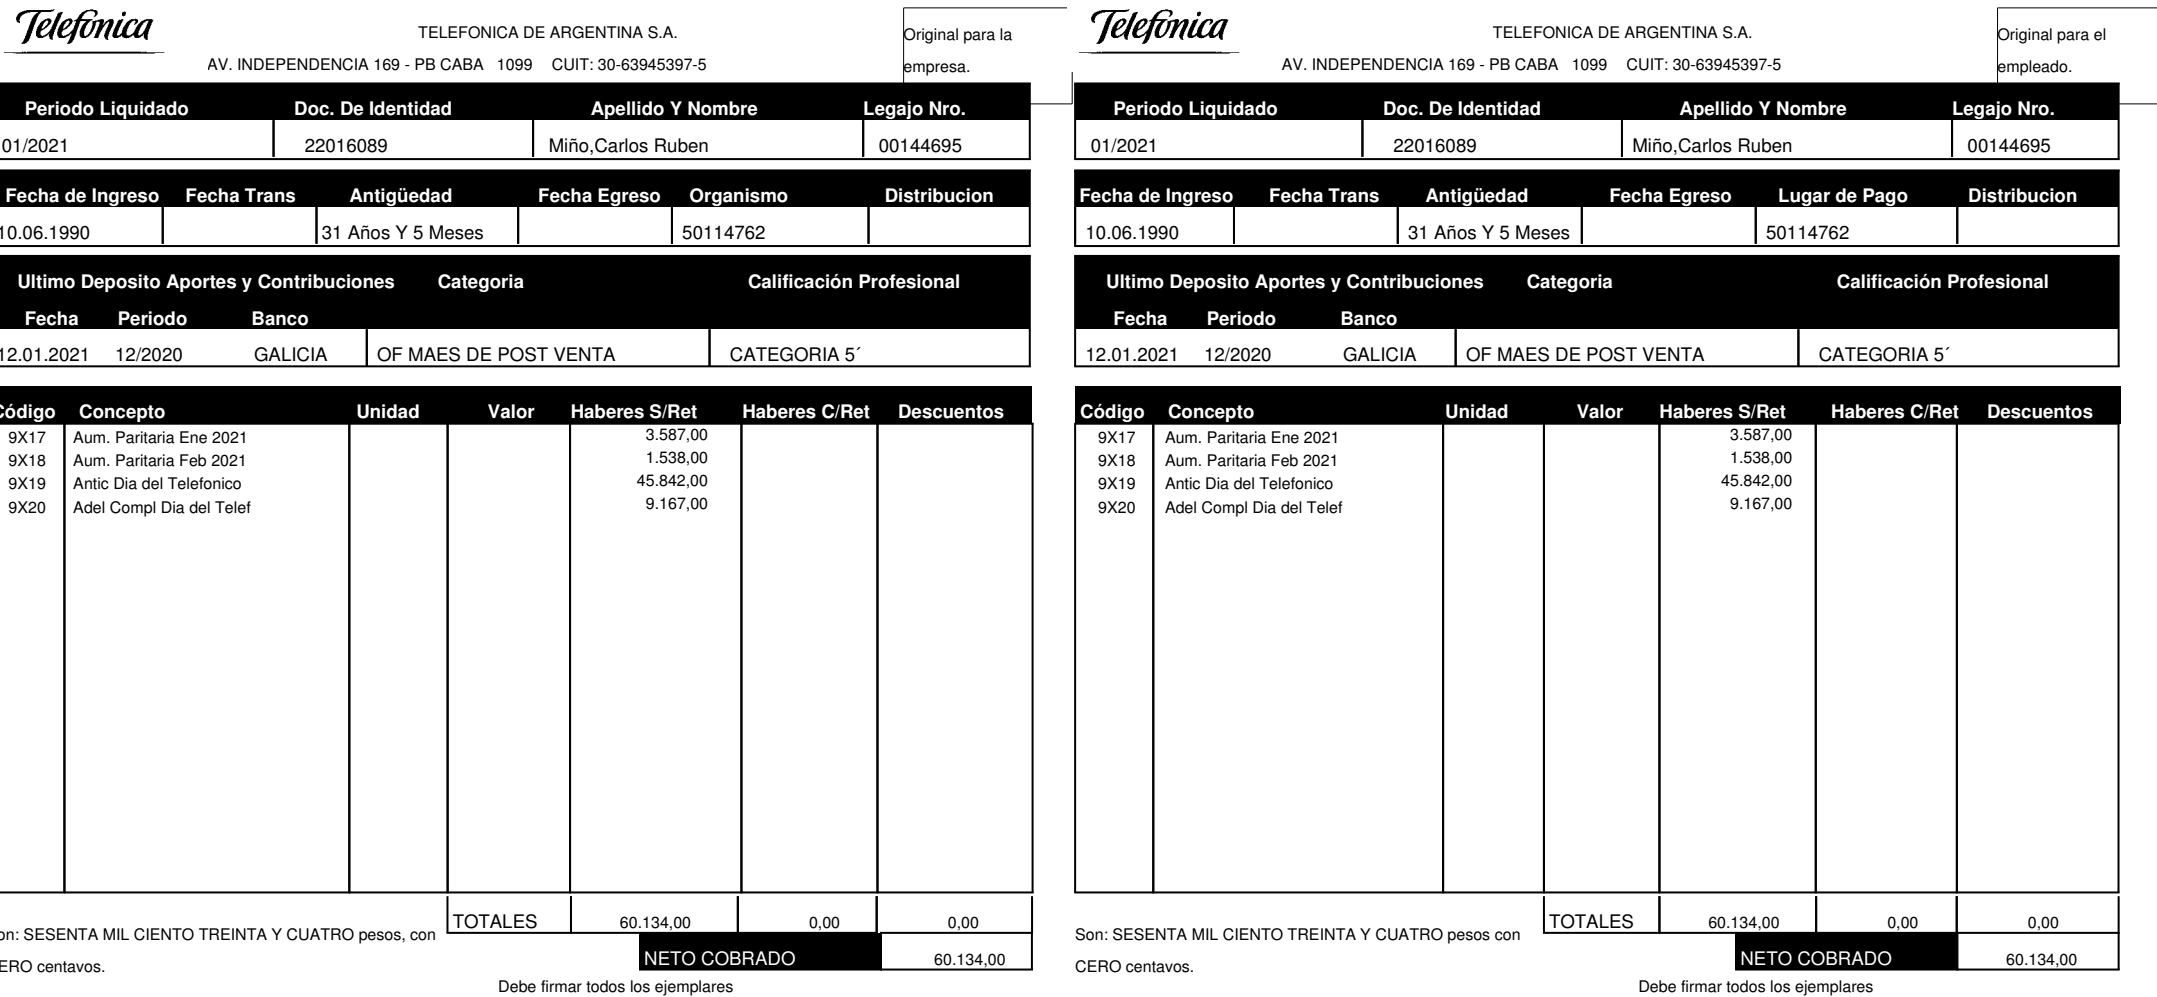 Telefónica
TELEFONICA DE ARGENTINA S.A.
Original para la
AV. INDEPENDENCIA 169 - PB CABA 1099 CUIT: 30-63945397-5
empresa.
Periodo Liquidado Doc. De Identidad Apellido Y Nombre Legajo Nro.
01/2021 22016089 Miño,Carlos Ruben 00144695
Fecha de Ingreso Fecha Trans Antigüedad Fecha Egreso Organismo Distribucion
10.06.1990 31 Años Y 5 Meses 50114762
Ultimo Deposito Aportes y Contribuciones Categoria Calificación Profesional
Fecha Periodo Banco
12.01.2021 12/2020 GALICIA OF MAES DE POST VENTA CATEGORIA 5´
Código Concepto Unidad Valor Haberes S/Ret Haberes C/Ret Descuentos
9X17 Aum. Paritaria Ene 2021 3.587,00
9X18 Aum. Paritaria Feb 2021 1.538,00
9X19 Antic Dia del Telefonico 45.842,00
9X20 Adel Compl Dia del Telef 9.167,00
TOTALES 60.134,00 0,00 0,00
on: SESENTA MIL CIENTO TREINTA Y CUATRO pesos, con
NETO COBRADO 60.134,00
ERO centavos.
Debe firmar todos los ejemplares
Telefónica
TELEFONICA DE ARGENTINA S.A.
Original para el
AV. INDEPENDENCIA 169 - PB CABA 1099 CUIT: 30-63945397-5
empleado.
Periodo Liquidado Doc. De Identidad Apellido Y Nombre Legajo Nro.
01/2021 22016089 Miño,Carlos Ruben 00144695
Fecha de Ingreso Fecha Trans Antigüedad Fecha Egreso Lugar de Pago Distribucion
10.06.1990 31 Años Y 5 Meses 50114762
Ultimo Deposito Aportes y Contribuciones Categoria Calificación Profesional
Fecha Periodo Banco
12.01.2021 12/2020 GALICIA OF MAES DE POST VENTA CATEGORIA 5´
Código Concepto Unidad Valor Haberes S/Ret Haberes C/Ret Descuentos
9X17 Aum. Paritaria Ene 2021 3.587,00
9X18 Aum. Paritaria Feb 2021 1.538,00
9X19 Antic Dia del Telefonico 45.842,00
9X20 Adel Compl Dia del Telef 9.167,00
TOTALES 60.134,00 0,00 0,00
Son: SESENTA MIL CIENTO TREINTA Y CUATRO pesos con
NETO COBRADO 60.134,00
CERO centavos.
Debe firmar todos los ejemplares